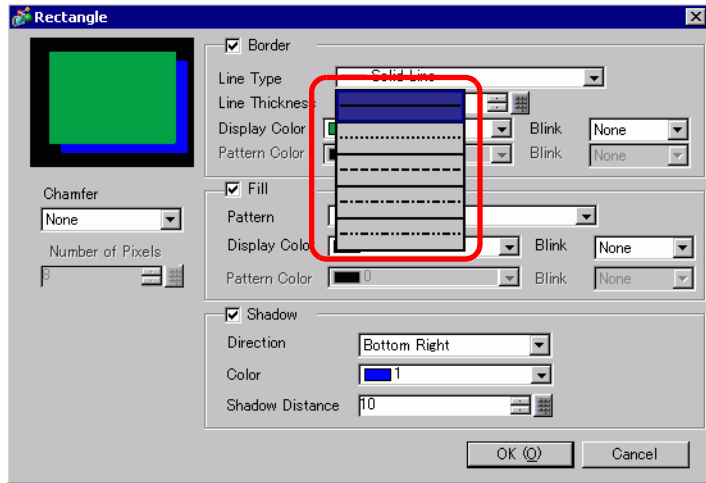 Rectangle
Border
Line Type Solid Line
Line Thickness
Display Color Blink None
Pattern Color Blink None
Chamfer
None
Number of Pixels
8
Fill
Pattern
Display Color Blink None
Pattern Color 0 Blink None
Shadow
Direction Bottom Right
Color 1
Shadow Distance 10
OK (O) Cancel